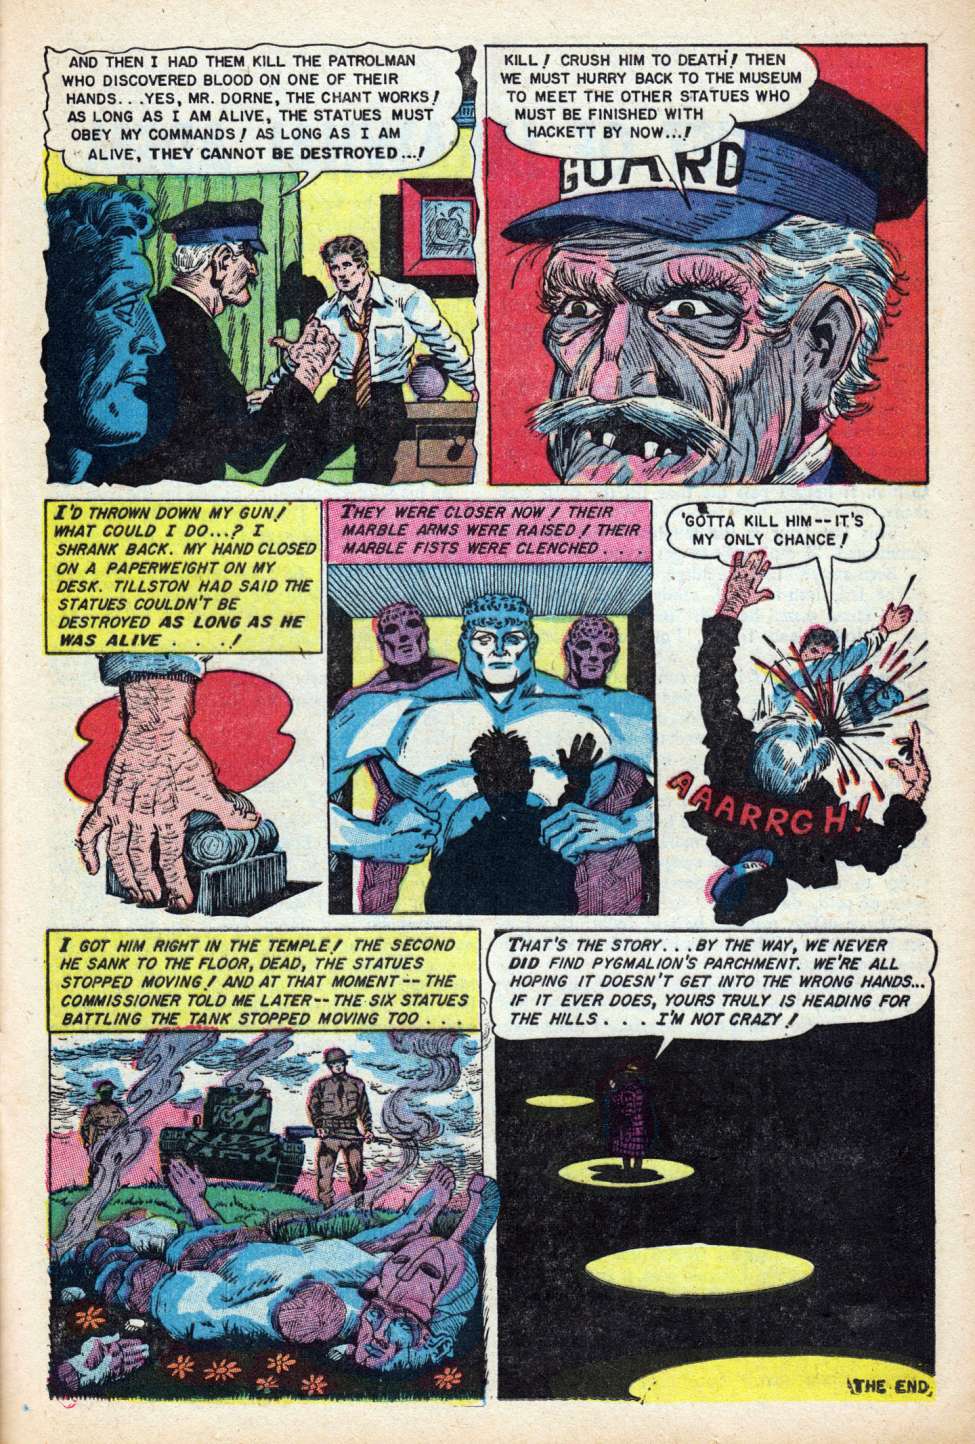 AND THEN I HAD THEM KILL THE PATROLMAN
WHO DISCOVERED BLOOD ON ONE OF THEIR
HANDS...YES, MR. DORNE, THE CHANT WORKS!
AS LONG AS I AM ALIVE, THE STATUES MUST
OBEY MY COMMANDS! AS LONG AS I AM
ALIVE, THEY CANNOT BE DESTROYED...!
KILL! CRUSH HIM TO DEATH! THEN
WE MUST HURRY BACK TO THE MUSEUM
TO MEET THE OTHER STATUES WHO
MUST BE FINISHED WITH
HACKETT BY NOW...!
GUARD
I'D THROWN DOWN MY GUN!
WHAT COULD I DO...? I
SHRANK BACK. MY HAND CLOSED
ON A PAPERWEIGHT ON MY
DESK. TILLSTON HAD SAID THE
STATUES COULDN'T BE
DESTROYED AS LONG AS HE
WAS ALIVE . . . . !
THEY WERE CLOSER NOW! THEIR
MARBLE ARMS WERE RAISED! THEIR
MARBLE FISTS WERE CLENCHED . . . .
'GOTTA KILL HIM--IT'S
MY ONLY CHANCE!
AAARRGH!
I GOT HIM RIGHT IN THE TEMPLE! THE SECOND
HE SANK TO THE FLOOR, DEAD, THE STATUES
STOPPED MOVING! AND AT THAT MOMENT--THE
COMMISSIONER TOLD ME LATER--THE SIX STATUES
BATTLING THE TANK STOPPED MOVING TOO . . . .
THAT'S THE STORY...BY THE WAY, WE NEVER
DID FIND PYGMALION'S PARCHMENT. WE'RE ALL
HOPING IT DOESN'T GET INTO THE WRONG HANDS...
IF IT EVER DOES, YOURS TRULY IS HEADING FOR
THE HILLS . . . . I'M NOT CRAZY!
THE END